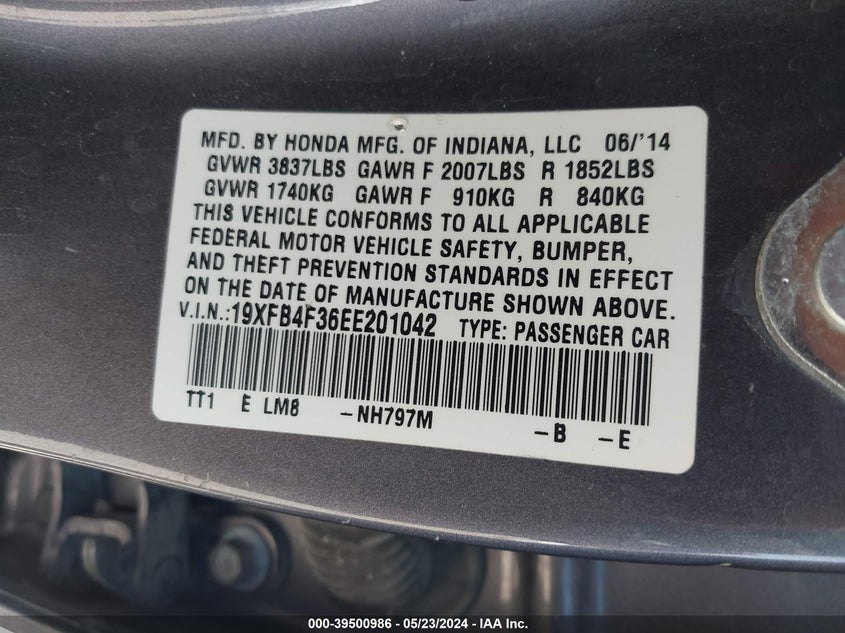 MFD. BY HONDA MFG. OF INDIANA, LLC 06/'14
GVWR 3837LBS GAWR F 2007LBS R 1852LBS
GVWR 1740KG GAWR F 910KG R 840KG
THIS VEHICLE CONFORMS TO ALL APPLICABLE
FEDERAL MOTOR VEHICLE SAFETY, BUMPER,
AND THEFT PREVENTION STANDARDS IN EFFECT
ON THE DATE OF MANUFACTURE SHOWN ABOVE.
V.I.N.:19XFB4F36EE201042 TYPE: PASSENGER CAR
TT1 E LM8 -NH797M -B -E
000-39500986 - 05/23/2024 - IAA Inc.